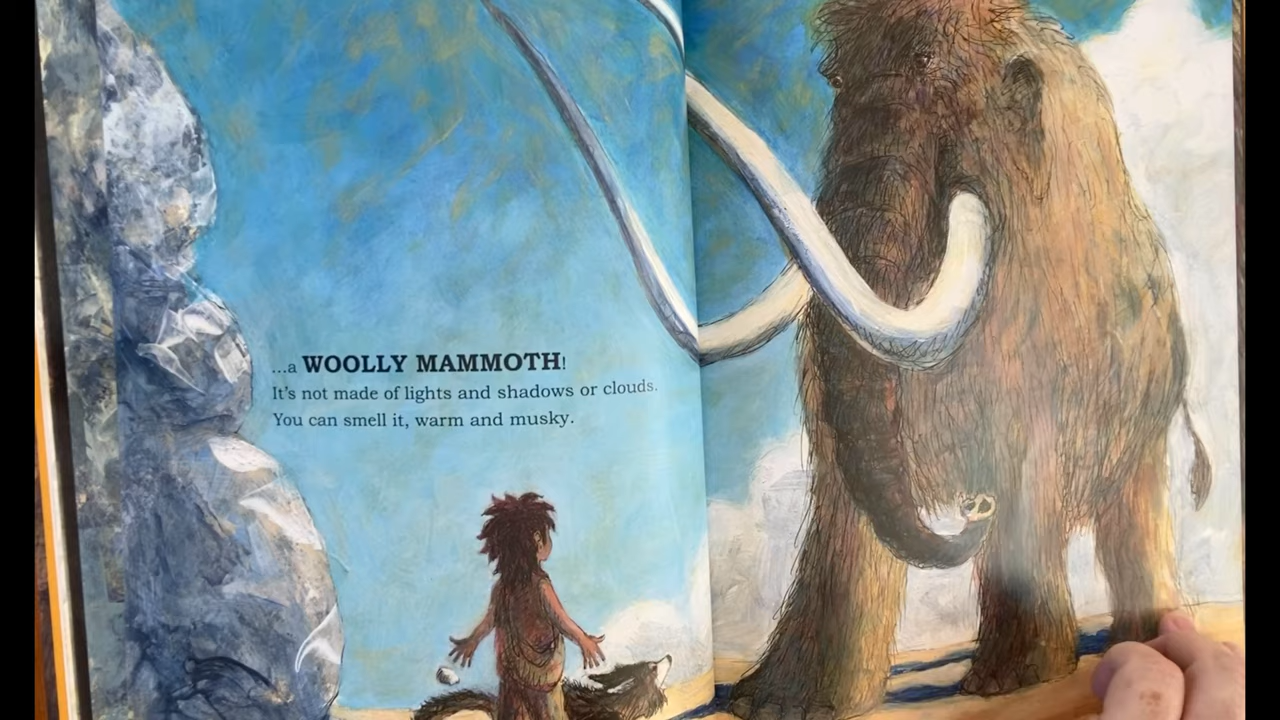 ...a WOOLLY MAMMOTH!
It's not made of lights and shadows or clouds.
You can smell it, warm and musky.